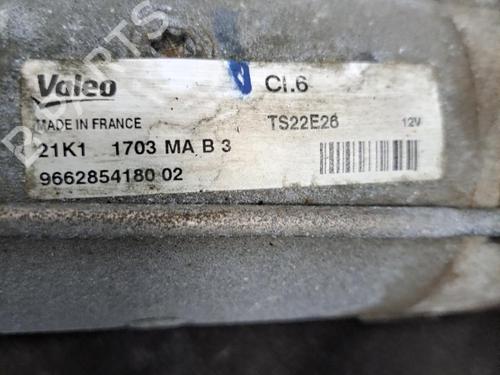 Valeo
CI.6
MADE IN FRANCE
TS22E26
12V
21K1 1703 MA B 3
9662854180 02